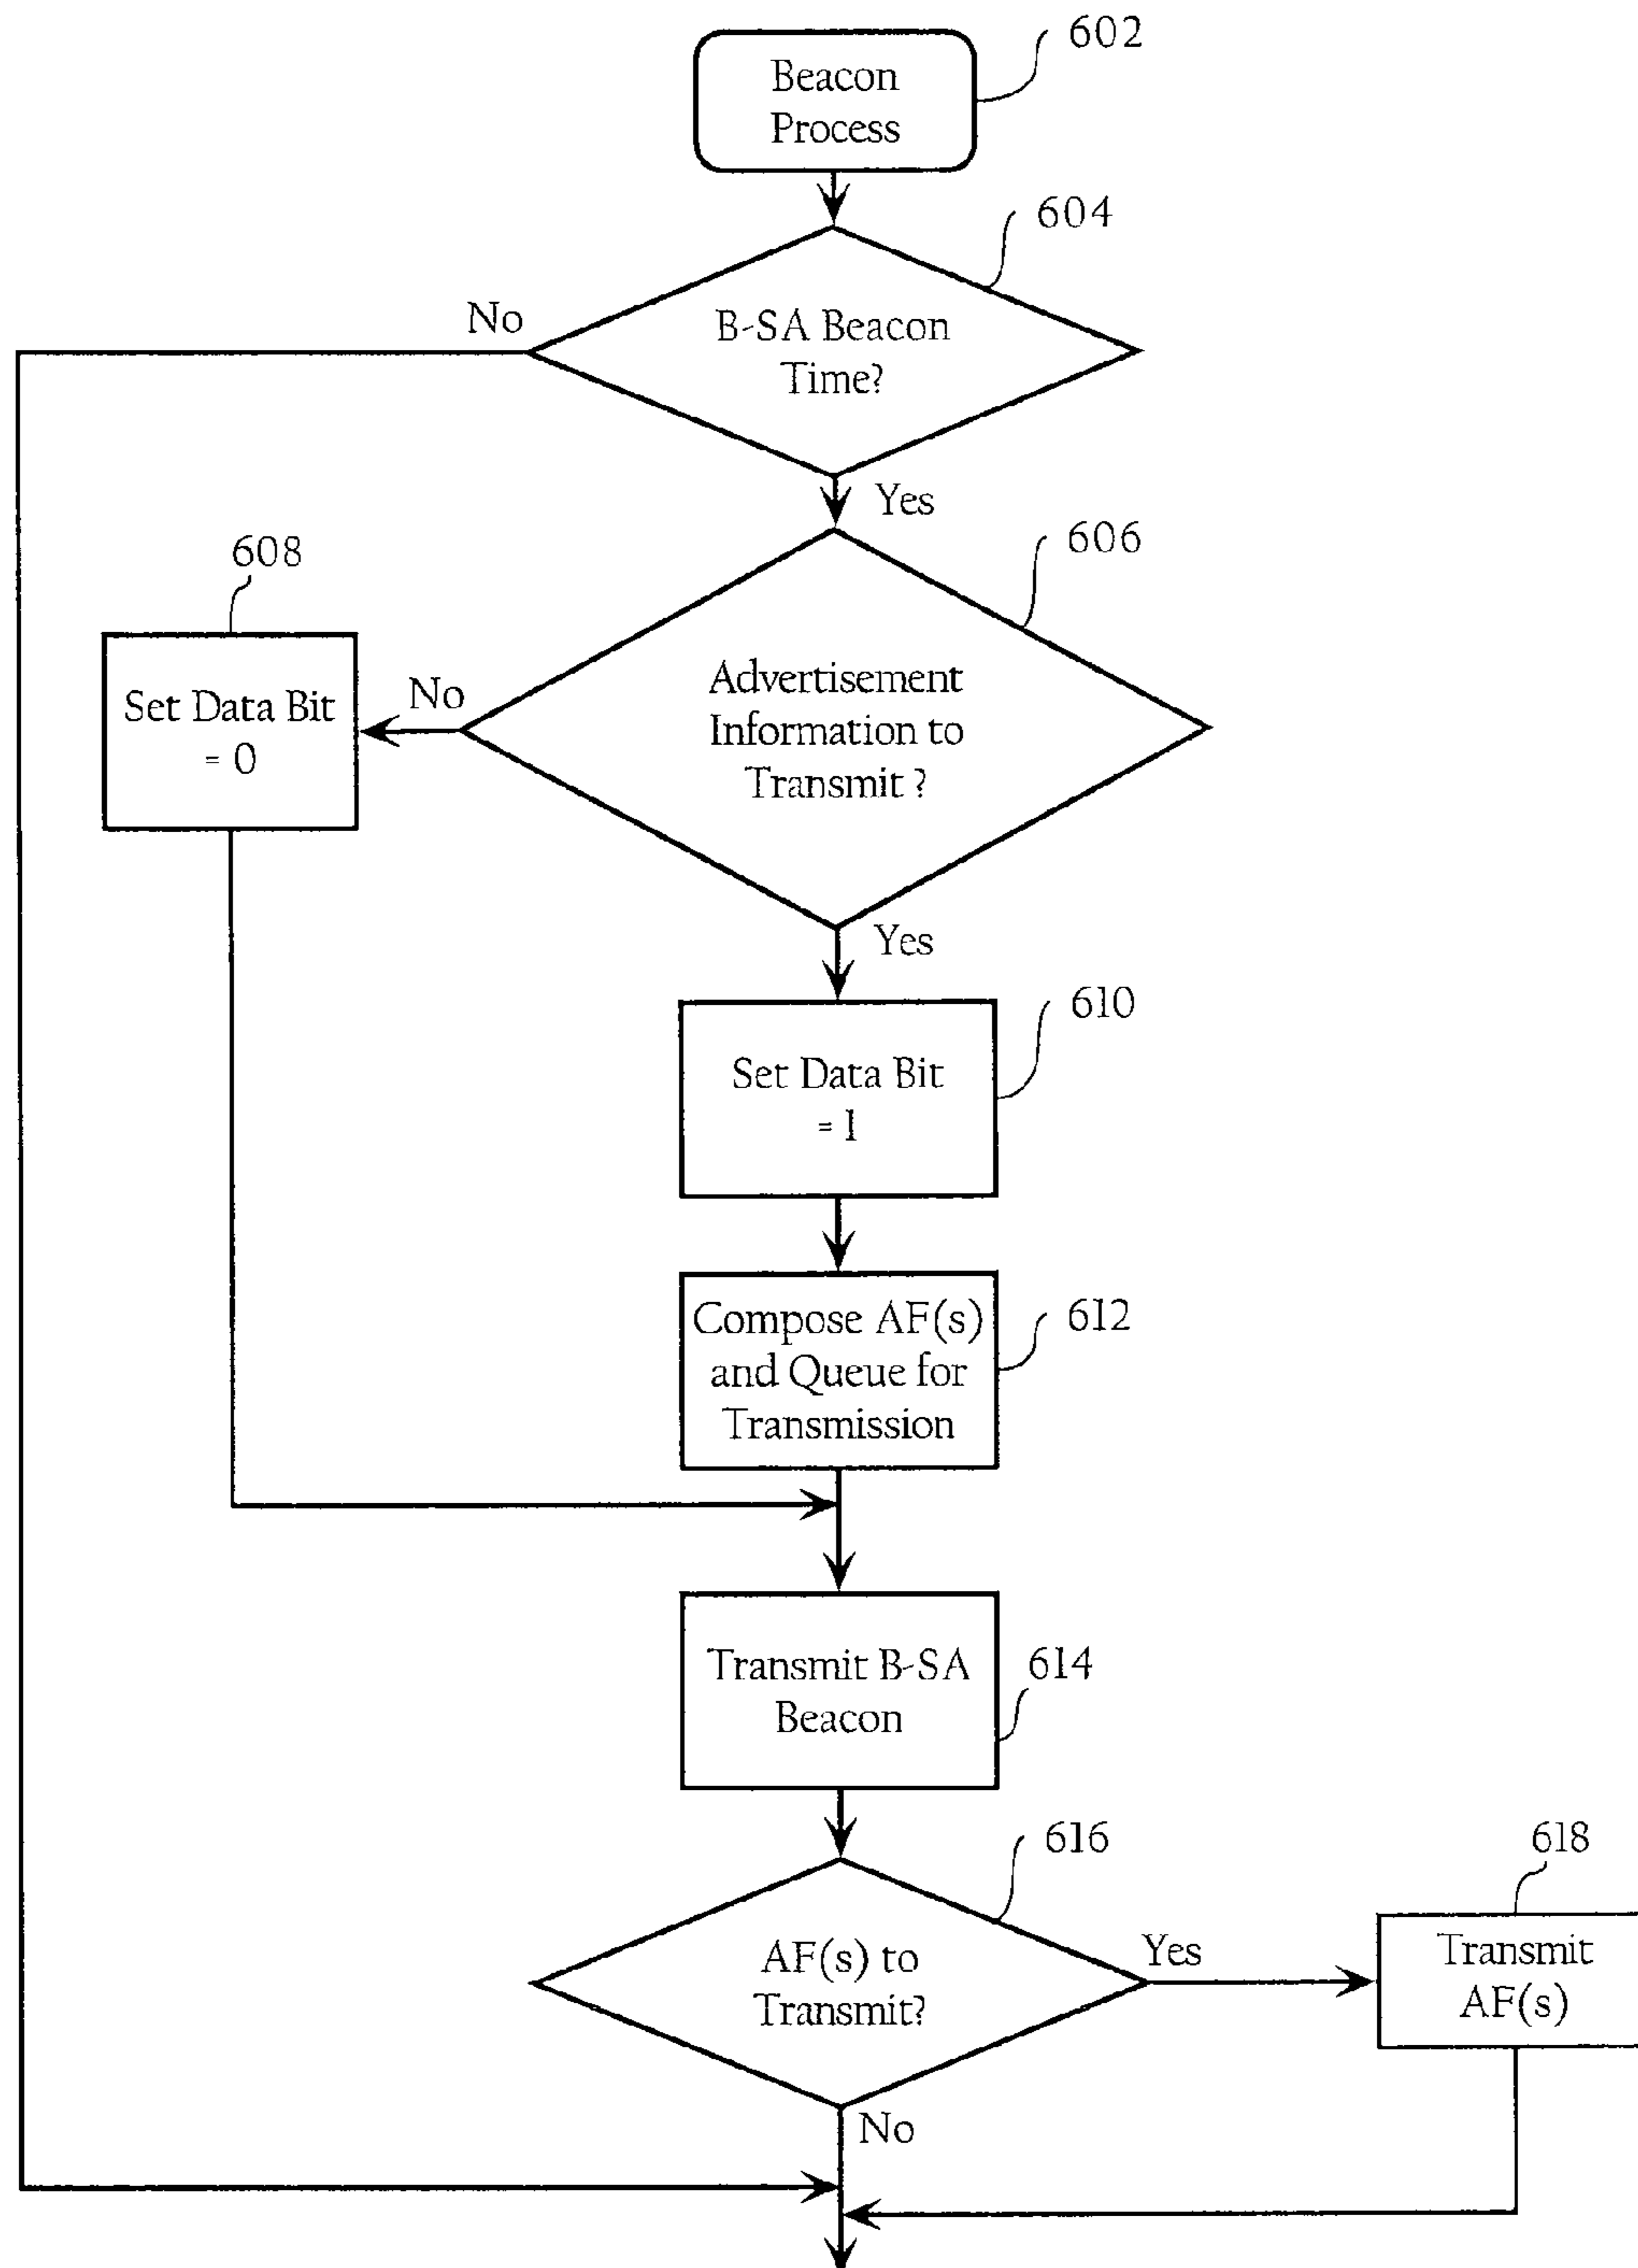 602
Beacon
Process
604
No
B-SA Beacon
Time?
Yes
606
608
Set Data Bit
= 0
No
Advertisement
Information to
Transmit ?
Yes
610
Set Data Bit
= 1
612
Compose AF(s)
and Queue for
Transmission
Transmit B-SA
Beacon
614
616
618
AF(s) to
Transmit?
Yes
Transmit
AF(s)
No